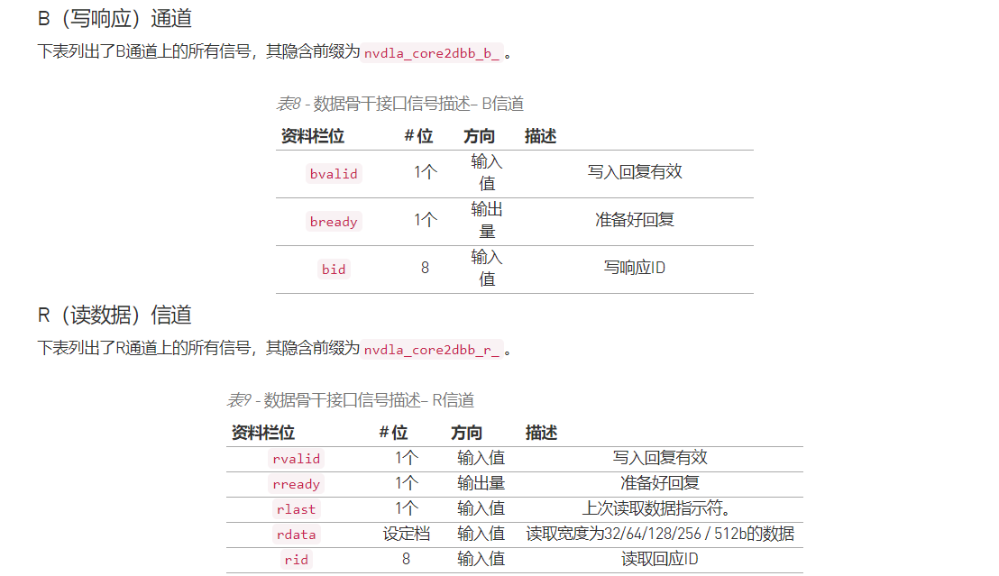 B（写响应）通道
下表列出了B通道上的所有信号，其隐含前缀为 nvdla_core2dbb_b_ 。
表8 - 数据骨干接口信号描述– B信道
资料栏位 # 位 方向 描述
bvalid 1个 输入值 写入回复有效
bready 1个 输出量 准备好回复
bid 8 输入值 写响应ID
R（读数据）信道
下表列出了R通道上的所有信号，其隐含前缀为 nvdla_core2dbb_r_ 。
表9 - 数据骨干接口信号描述– R信道
资料栏位 # 位 方向 描述
rvalid 1个 输入值 写入回复有效
rready 1个 输出量 准备好回复
rlast 1个 输入值 上次读取数据指示符。
rdata 设定档 输入值 读取宽度为32/64/128/256 / 512b的数据
rid 8 输入值 读取回应ID